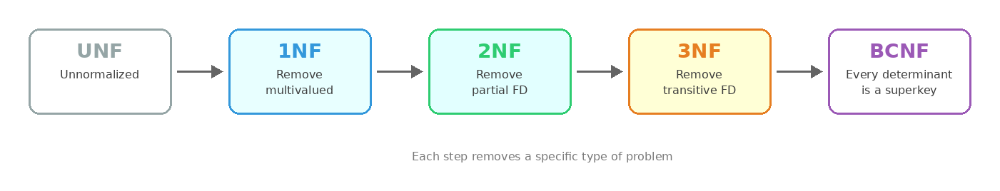 UNF
Unnormalized
1NF
Remove
multivalued
2NF
Remove
partial FD
3NF
Remove
transitive FD
BCNF
Every determinant
is a superkey
Each step removes a specific type of problem